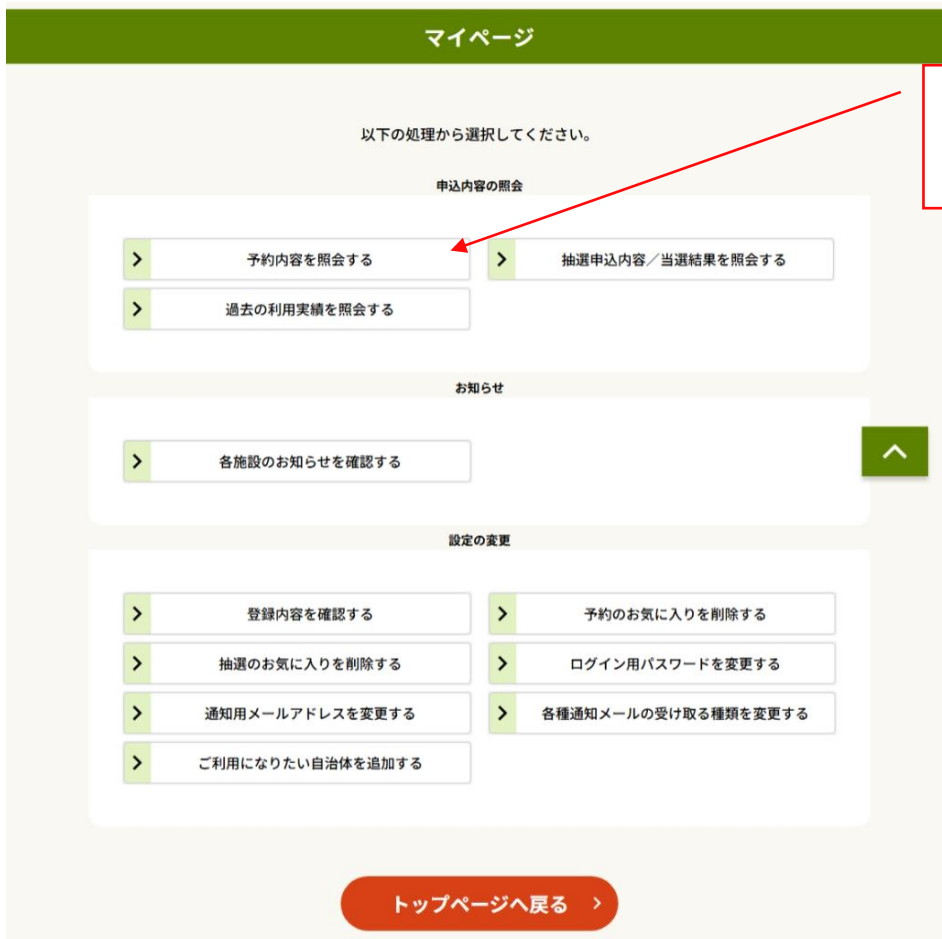 マイページ
以下の処理から選択してください。
申込内容の照会
予約内容を照会する
抽選申込内容／当選結果を照会する
過去の利用実績を照会する
お知らせ
各施設のお知らせを確認する
設定の変更
登録内容を確認する
予約のお気に入りを削除する
抽選のお気に入りを削除する
ログイン用パスワードを変更する
通知用メールアドレスを変更する
各種通知メールの受け取る種類を変更する
ご利用になりたい自治体を追加する
トップページへ戻る